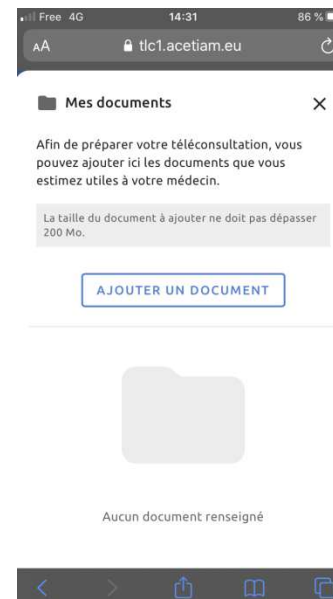 Free 4G 14:31 86 %
AA tlc1.acetiam.eu
Mes documents
Afin de préparer votre téléconsultation, vous
pouvez ajouter ici les documents que vous
estimez utiles à votre médecin.
La taille du document à ajouter ne doit pas dépasser
200 Mo.
AJOUTER UN DOCUMENT
Aucun document renseigné